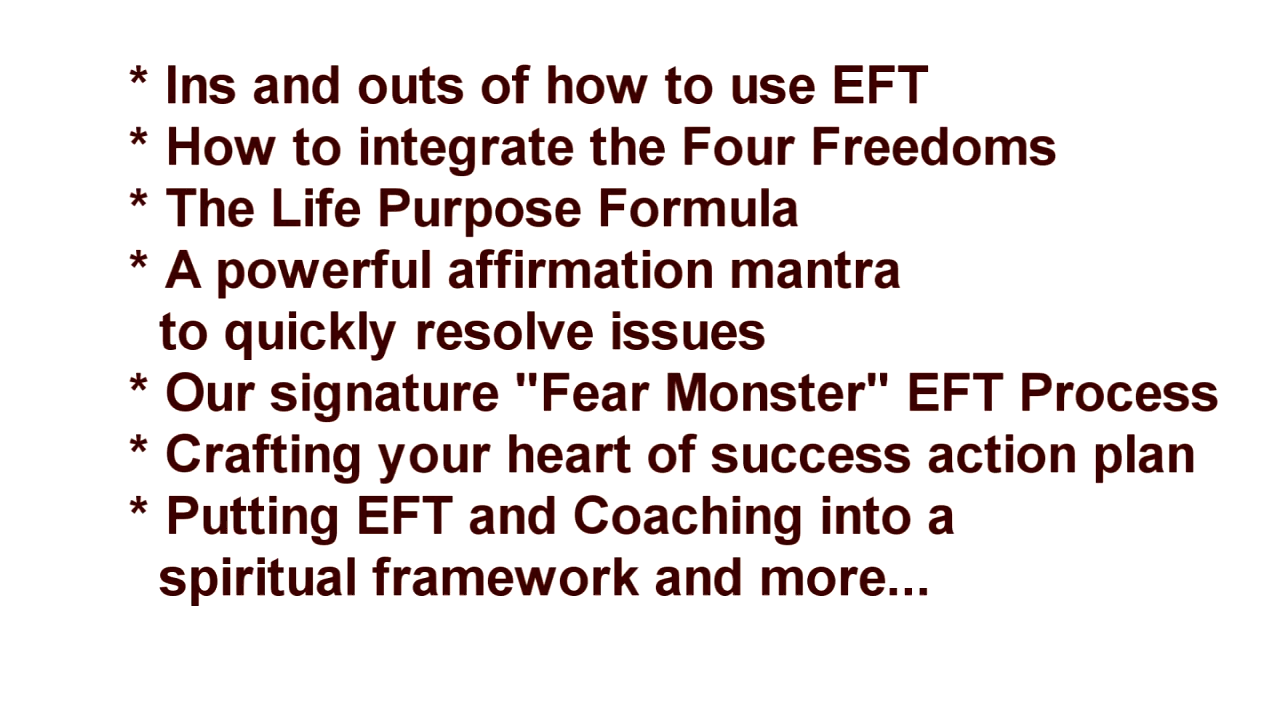 * Ins and outs of how to use EFT
* How to integrate the Four Freedoms
* The Life Purpose Formula
* A powerful affirmation mantra
to quickly resolve issues
* Our signature "Fear Monster" EFT Process
* Crafting your heart of success action plan
* Putting EFT and Coaching into a
spiritual framework and more...